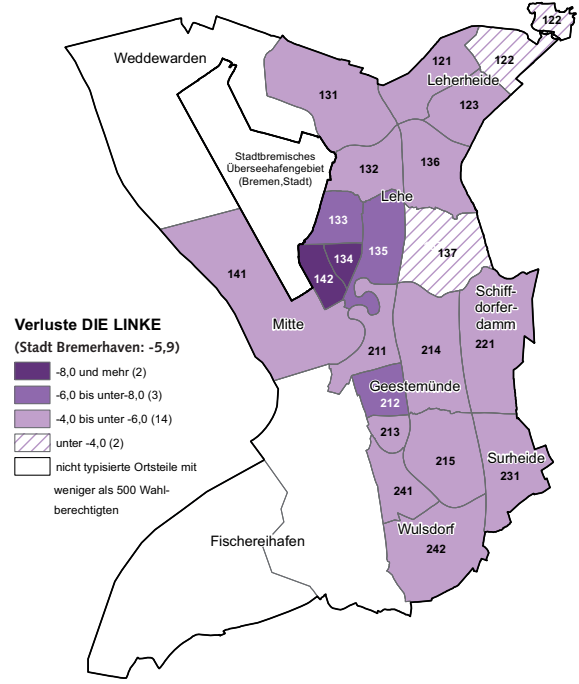 122
Weddewarden
121
122
Leherheide
131
123
Stadtbremisches
Überseehafengebiet
(Bremen,Stadt)
132
136
Lehe
133
135
137
134
142
141
Schiff-
dorfer-
damm
221
Mitte
211
214
Verluste DIE LINKE
(Stadt Bremerhaven: -5,9)
-8,0 und mehr (2)
-6,0 bis unter-8,0 (3)
-4,0 bis unter -6,0 (14)
unter -4,0 (2)
nicht typisierte Ortsteile mit
weniger als 500 Wahl-
berechtigten
Geestemünde
212
213
215
Surheide
231
241
Wulsdorf
242
Fischereihafen